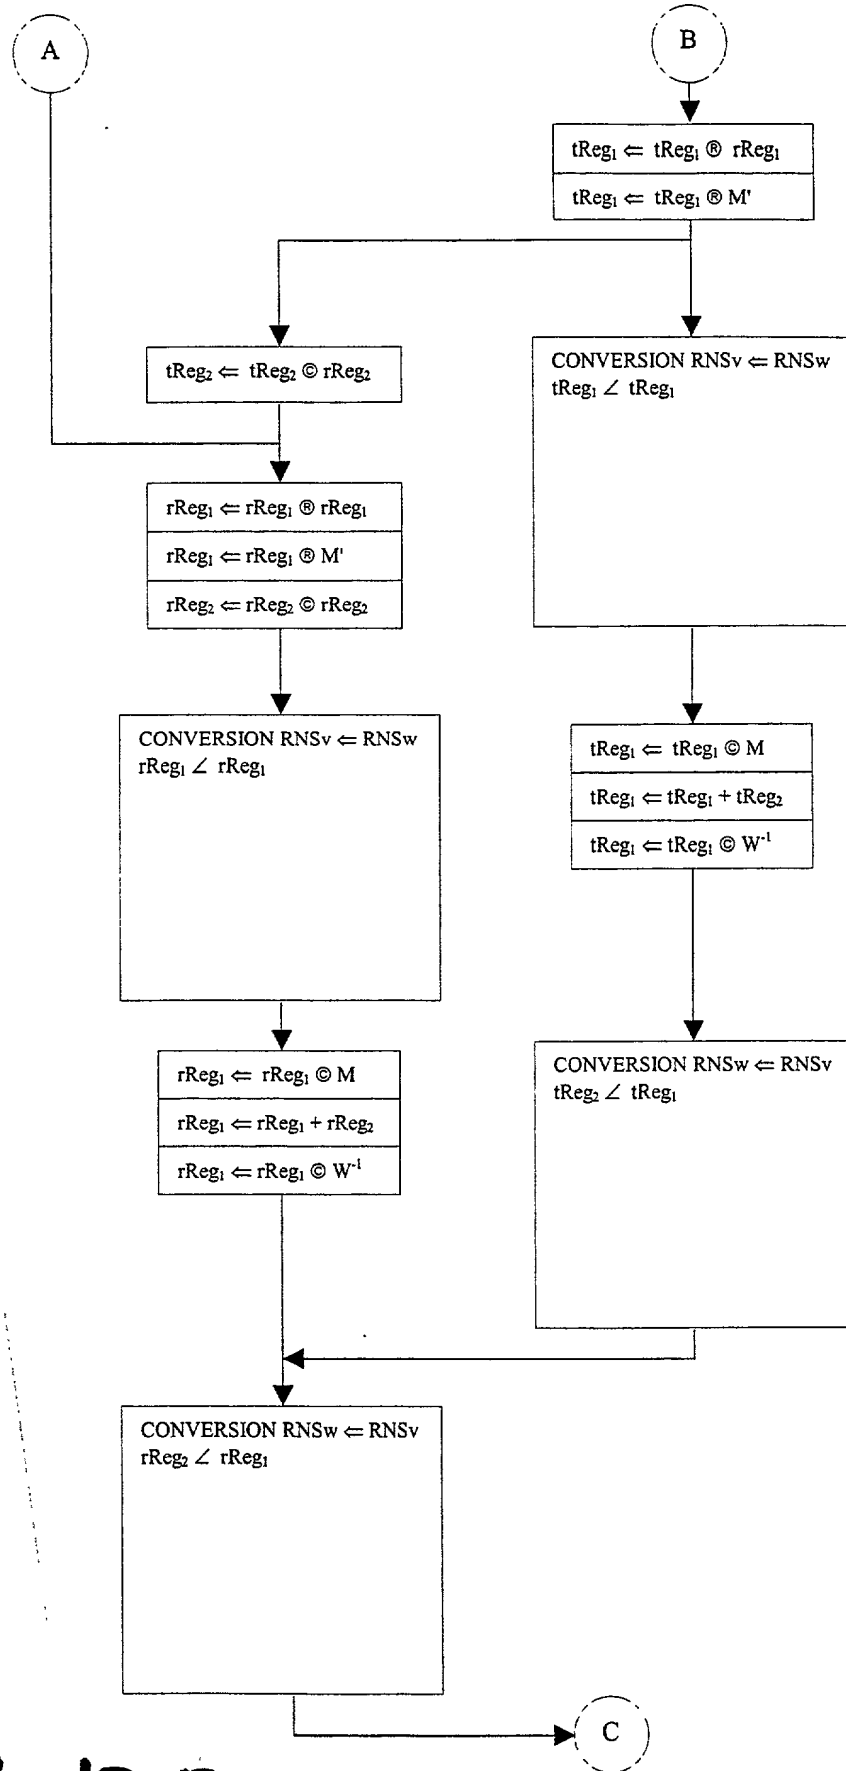 A
B
tReg₁ ⇐ tReg₁ ® rReg₁
tReg₁ ⇐ tReg₁ ® M'
tReg₂ ⇐ tReg₂ © rReg₂
CONVERSION RNSv ⇐ RNSw
tReg₁ ∠ tReg₁
rReg₁ ⇐ rReg₁ ® rReg₁
rReg₁ ⇐ rReg₁ ® M'
rReg₂ ⇐ rReg₂ © rReg₂
CONVERSION RNSv ⇐ RNSw
rReg₁ ∠ rReg₁
tReg₁ ⇐ tReg₁ © M
tReg₁ ⇐ tReg₁ + tReg₂
tReg₁ ⇐ tReg₁ © W⁻¹
rReg₁ ⇐ rReg₁ © M
rReg₁ ⇐ rReg₁ + rReg₂
rReg₁ ⇐ rReg₁ © W⁻¹
CONVERSION RNSw ⇐ RNSv
tReg₂ ∠ tReg₁
CONVERSION RNSw ⇐ RNSv
rReg₂ ∠ rReg₁
C